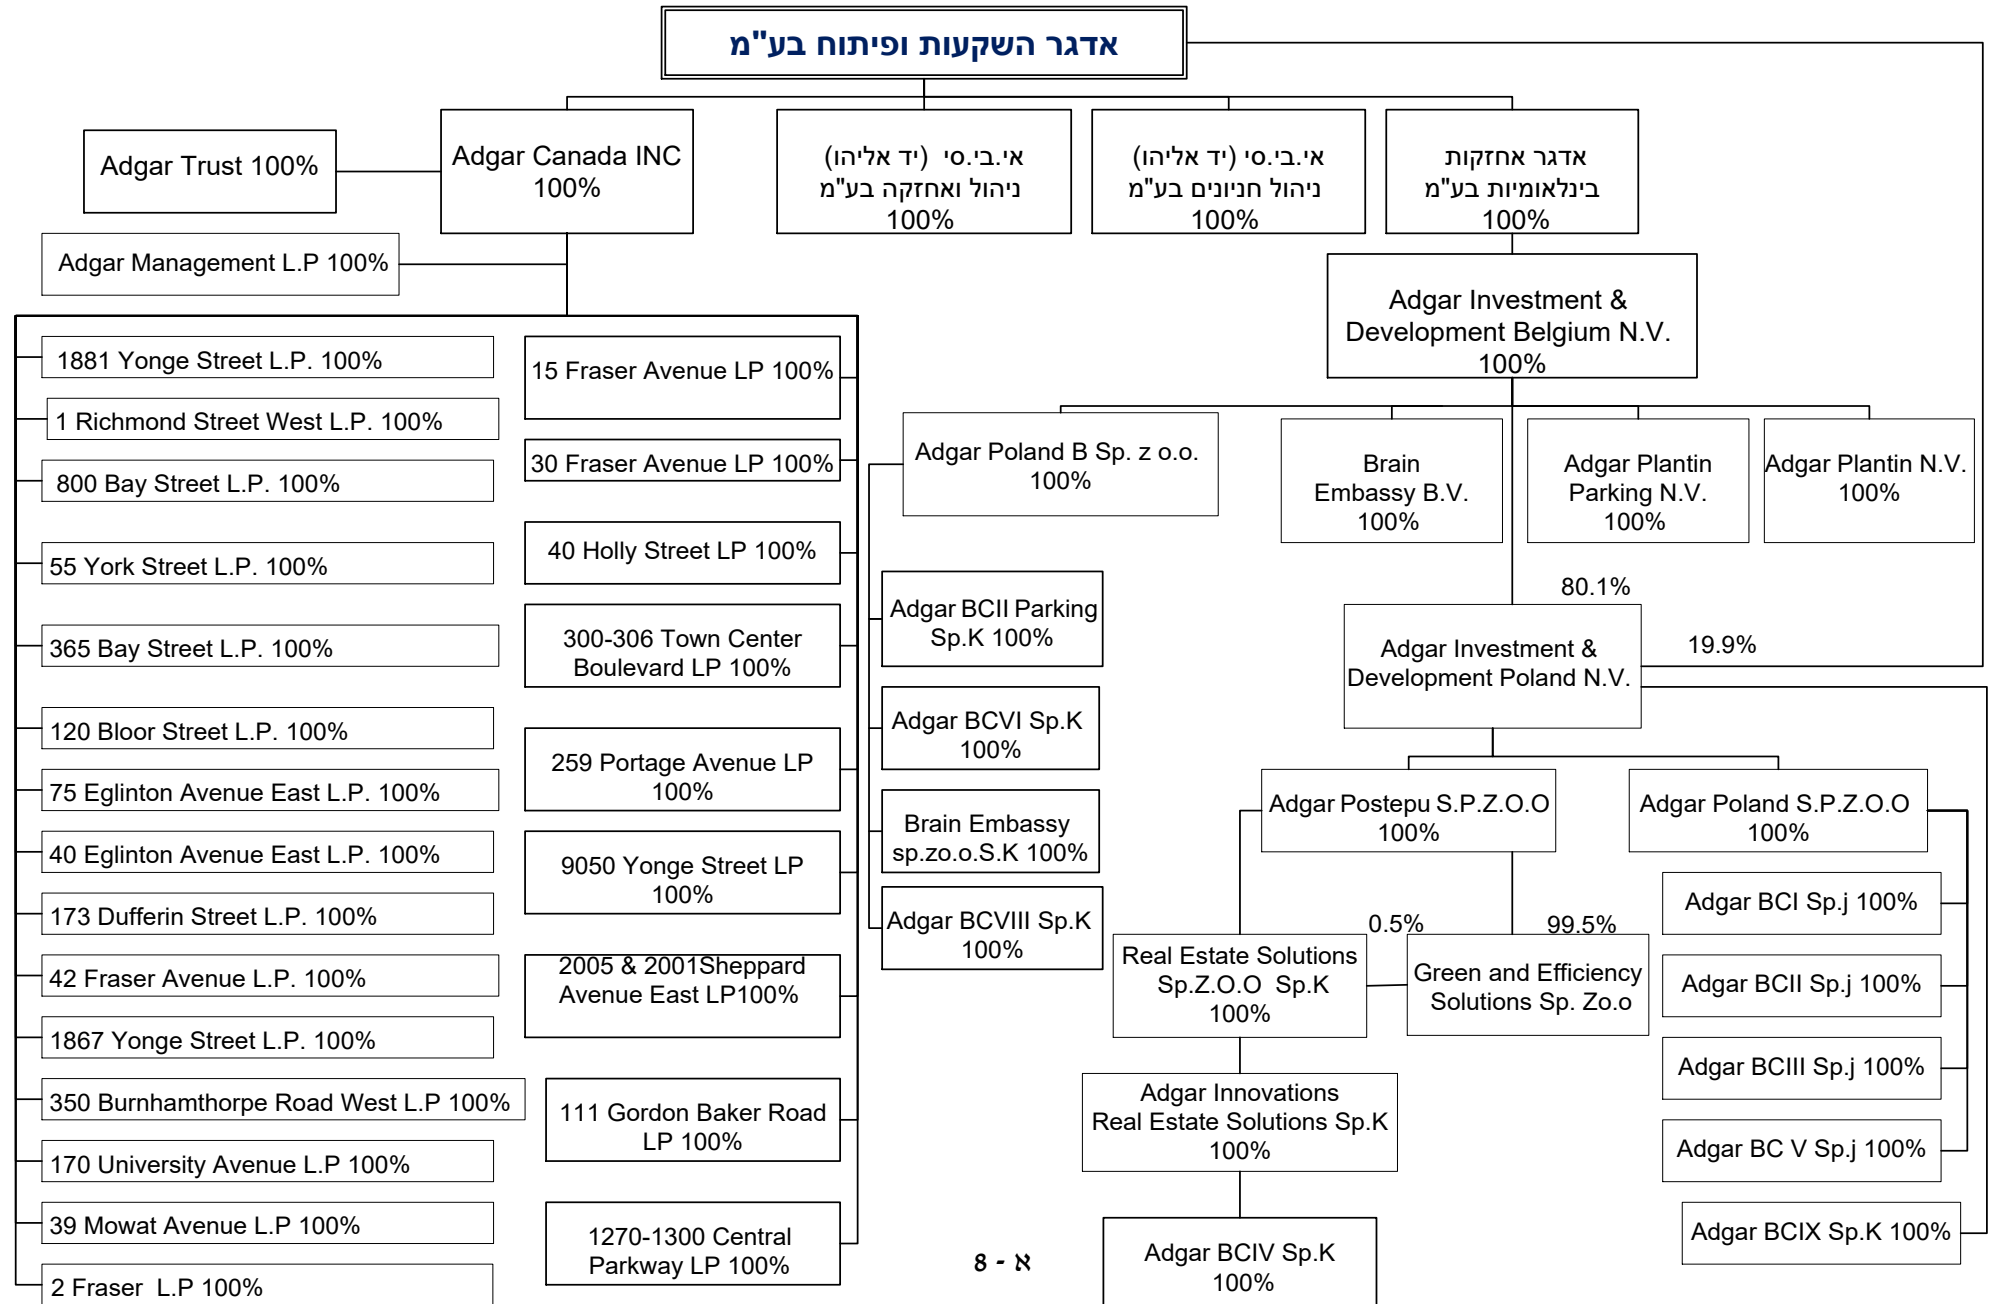 אדגר השקעות ופיתוח בע"מ
Adgar Trust 100%
Adgar Canada INC
100%
אי.בי.סי (יד אליהו)
ניהול ואחזקה בע"מ
100%
אי.בי.סי (יד אליהו)
ניהול חניונים בע"מ
100%
אדגר אחזקות
בינלאומיות בע"מ
100%
Adgar Management L.P 100%
Adgar Investment &
Development Belgium N.V.
100%
1881 Yonge Street L.P. 100%
1 Richmond Street West L.P. 100%
800 Bay Street L.P. 100%
55 York Street L.P. 100%
365 Bay Street L.P. 100%
120 Bloor Street L.P. 100%
75 Eglinton Avenue East L.P. 100%
40 Eglinton Avenue East L.P. 100%
173 Dufferin Street L.P. 100%
42 Fraser Avenue L.P. 100%
1867 Yonge Street L.P. 100%
350 Burnhamthorpe Road West L.P 100%
170 University Avenue L.P 100%
39 Mowat Avenue L.P 100%
2 Fraser L.P 100%
15 Fraser Avenue LP 100%
30 Fraser Avenue LP 100%
40 Holly Street LP 100%
300-306 Town Center
Boulevard LP 100%
259 Portage Avenue LP
100%
9050 Yonge Street LP
100%
2005 & 2001Sheppard
Avenue East LP100%
111 Gordon Baker Road
LP 100%
1270-1300 Central
Parkway LP 100%
Adgar Poland B Sp. z o.o.
100%
Brain
Embassy B.V.
100%
Adgar Plantin
Parking N.V.
100%
Adgar Plantin N.V.
100%
Adgar BCII Parking
Sp.K 100%
Adgar BCVI Sp.K
100%
Brain Embassy
sp.zo.o.S.K 100%
Adgar BCVIII Sp.K
100%
80.1%
19.9%
Adgar Investment &
Development Poland N.V.
Adgar Postepu S.P.Z.O.O
100%
Adgar Poland S.P.Z.O.O
100%
0.5%
99.5%
Real Estate Solutions
Sp.Z.O.O Sp.K
100%
Green and Efficiency
Solutions Sp. Zo.o
Adgar Innovations
Real Estate Solutions Sp.K
100%
Adgar BCIV Sp.K
100%
Adgar BCI Sp.j 100%
Adgar BCII Sp.j 100%
Adgar BCIII Sp.j 100%
Adgar BC V Sp.j 100%
Adgar BCIX Sp.K 100%
א - 8